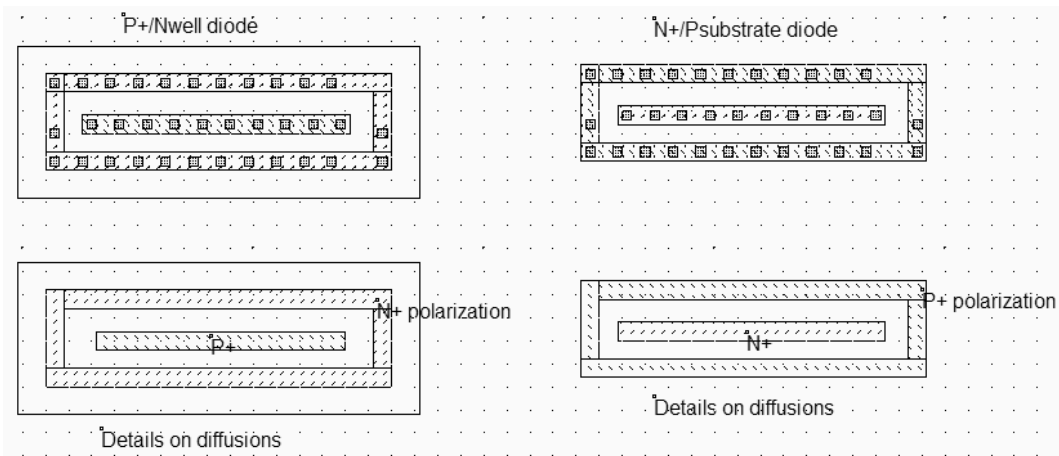 P+/Nwell diode
N+/Psubstrate diode
N+ polarization
P+
P+ polarization
N+
Details on diffusions
Details on diffusions